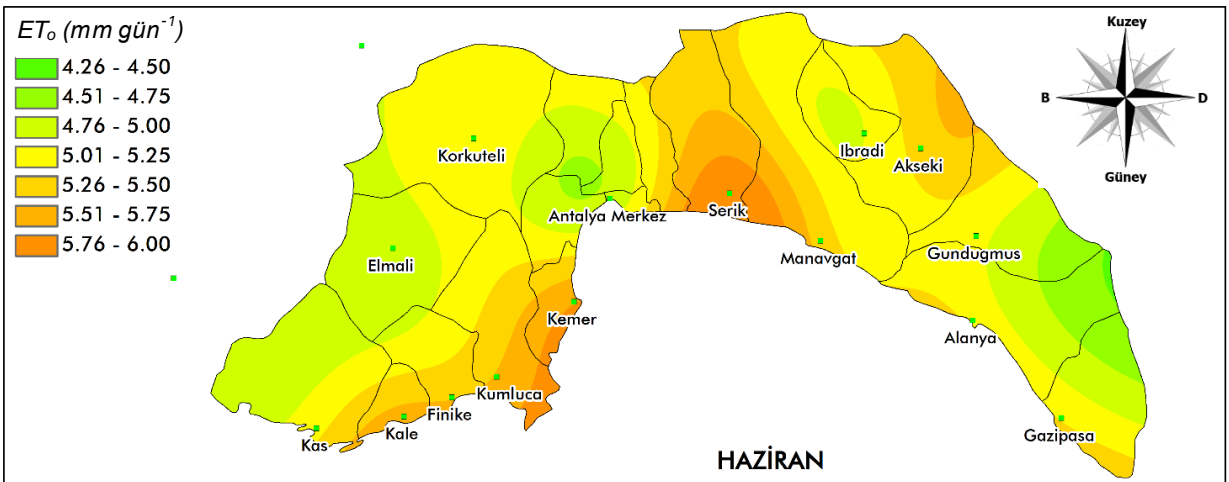 ETo (mm gün-1)
4.26 - 4.50
4.51 - 4.75
4.76 - 5.00
5.01 - 5.25
5.26 - 5.50
5.51 - 5.75
5.76 - 6.00
Kuzey
B
D
Güney
Korkuteli
Ibradi
Akseki
Antalya Merkez
Serik
Elmali
Manavgat
Gundugmus
Kemer
Alanya
Kumluca
Finike
Kale
Kas
Gazipasa
HAZİRAN